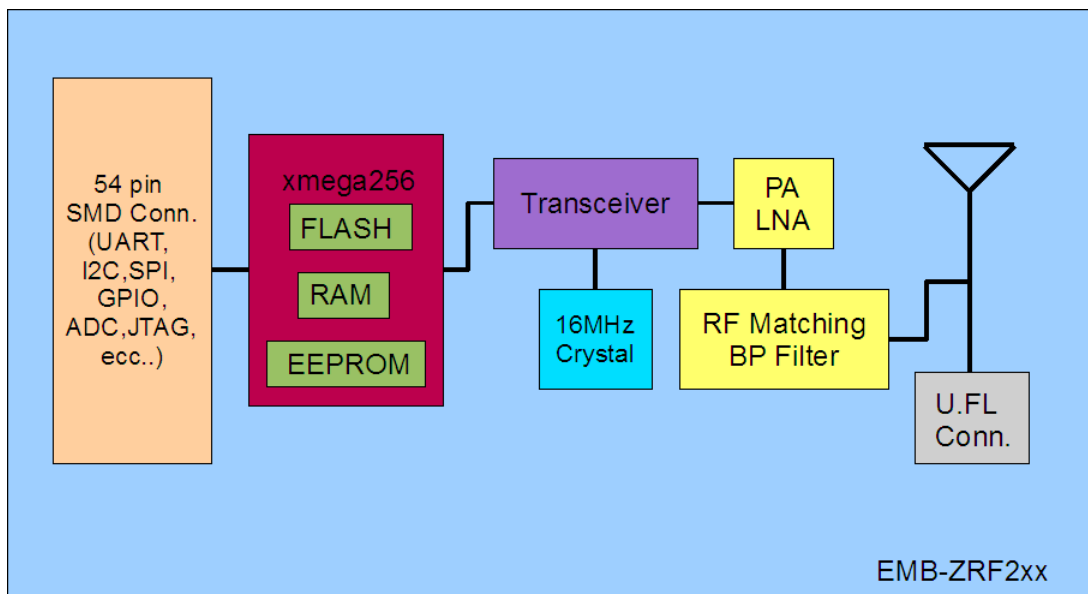 54 pin
SMD Conn.
(UART,
I2C,SPI,
GPIO,
ADC,JTAG,
ecc..)
xmega256
FLASH
RAM
EEPROM
Transceiver
16MHz
Crystal
PA
LNA
RF Matching
BP Filter
U.FL
Conn.
EMB-ZRF2xx